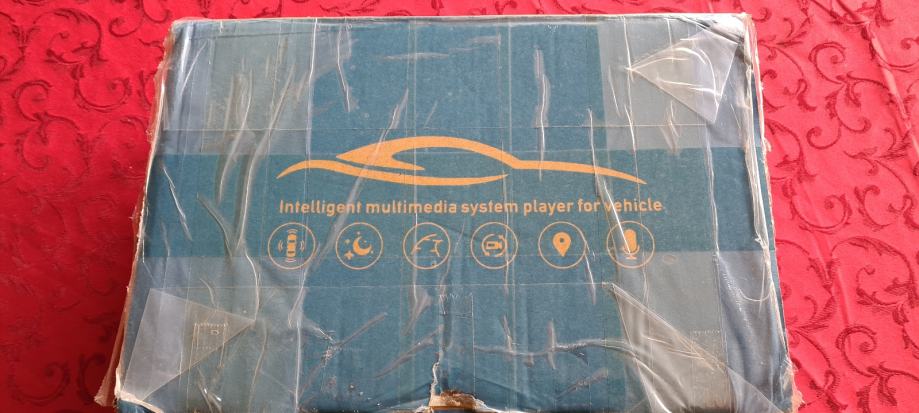 Intelligent multimedia system player for vehicle